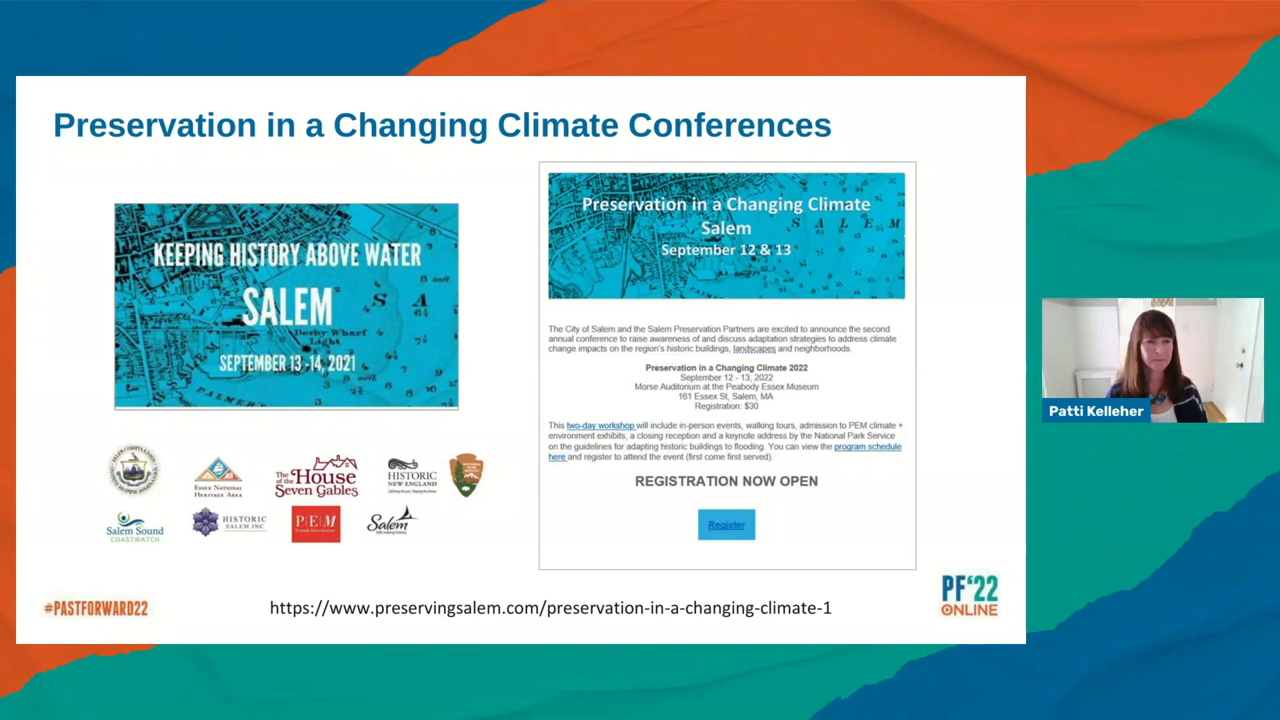 Preservation in a Changing Climate Conferences
KEEPING HISTORY ABOVE WATER
SALEM
Derby Wharf
Light
SEPTEMBER 13 -14, 2021
PALMER'S
Preservation in a Changing Climate
Salem
September 12 & 13
SALEM
The City of Salem and the Salem Preservation Partners are excited to announce the second
annual conference to raise awareness of and discuss adaptation strategies to address climate
change impacts on the region's historic buildings, landscapes and neighborhoods.
Preservation in a Changing Climate 2022
September 12 - 13, 2022
Morse Auditorium at the Peabody Essex Museum
161 Essex St, Salem, MA
Registration: $30
This two-day workshop will include in-person events, walking tours, admission to PEM climate +
environment exhibits, a closing reception and a keynote address by the National Park Service
on the guidelines for adapting historic buildings to flooding. You can view the program schedule
here and register to attend the event (first come first served).
REGISTRATION NOW OPEN
Register
ESSEX NATIONAL
HERITAGE AREA
The House
of the Seven Gables
HISTORIC
NEW ENGLAND
Salem Sound
COASTWATCH
HISTORIC
SALEM INC
PEM
Salem
#PASTFORWARD22
https://www.preservingsalem.com/preservation-in-a-changing-climate-1
PF'22
ONLINE
Patti Kelleher